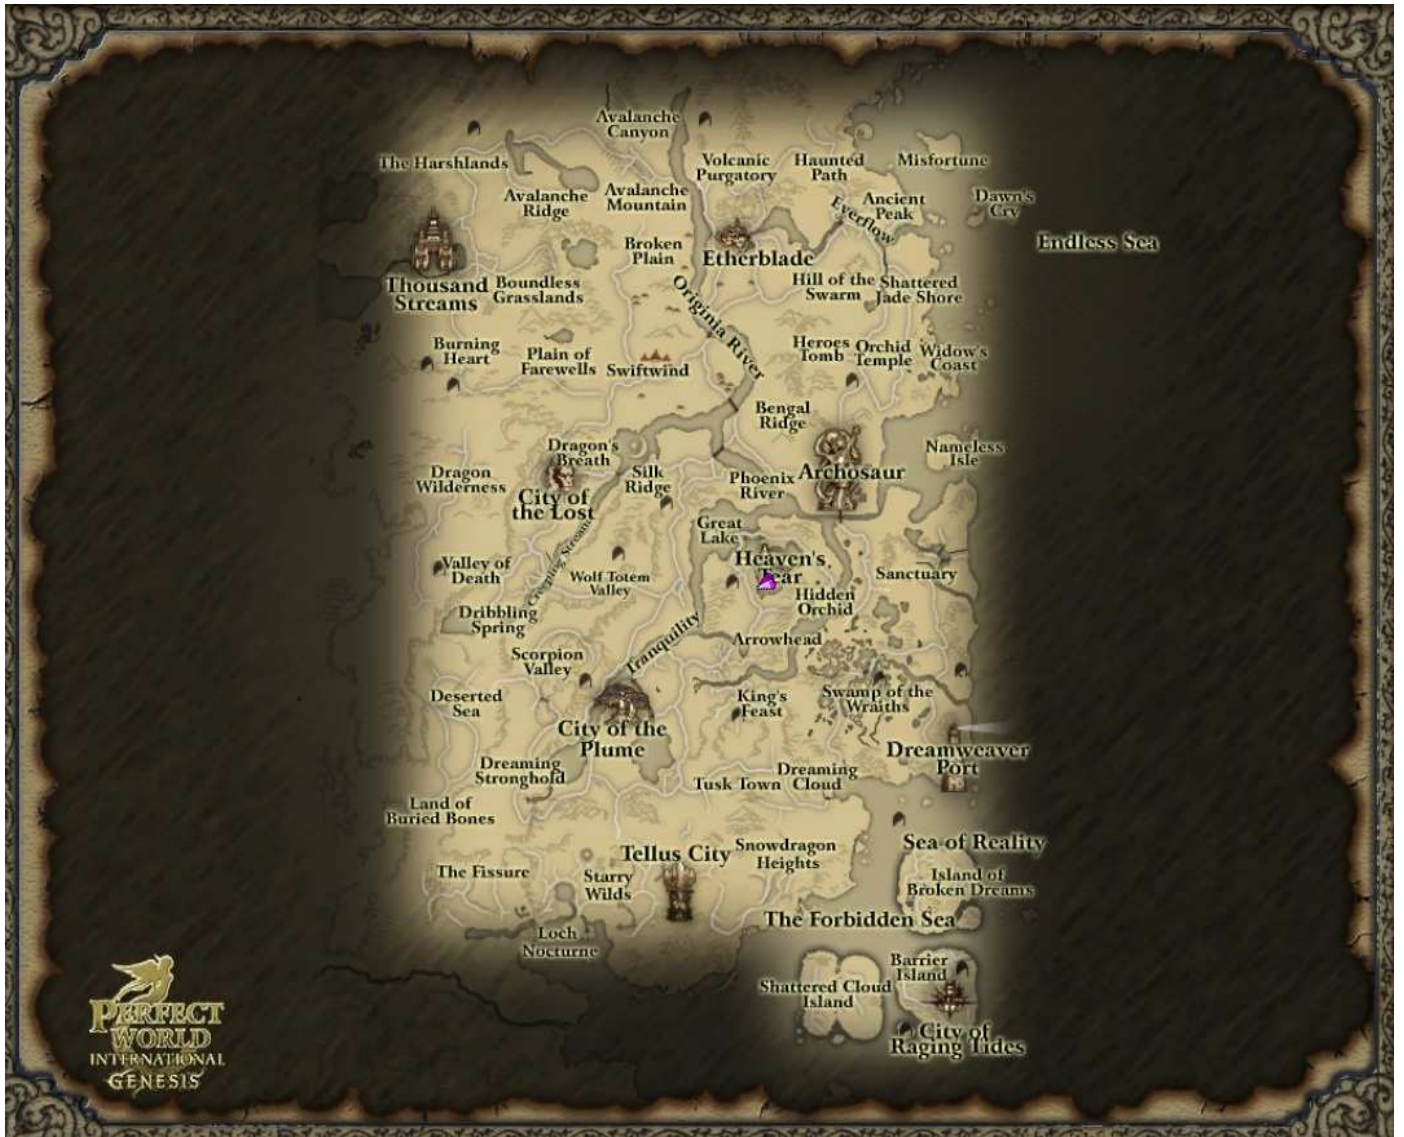 Avalanche
Canyon
The Harshlands
Volcanic
Purgatory
Haunted
Path
Misfortune
Avalanche
Ridge
Avalanche
Mountain
Ancient
Peak
Dawn's
Cry
Everflow
Endless Sea
Broken
Plain
Etherblade
Thousand
Streams
Boundless
Grasslands
Hill of the
Swarm
Shattered
Jade Shore
Originia River
Burning
Heart
Plain of
Farewells
Swiftwind
Heroes
Tomb
Orchid
Temple
Widow's
Coast
Bengal
Ridge
Dragon's
Breath
Nameless
Isle
Dragon
Wilderness
Silk
Ridge
Phoenix
River
Archosaur
City of
the Lost
Great
Lake
Heaven's
Tear
Valley of
Death
Creeping Stream
Wolf Totem
Valley
Sanctuary
Hidden
Orchid
Dribbling
Spring
Tranquility
Arrowhead
Scorpion
Valley
Deserted
Sea
King's
Feast
Swamp of the
Wraiths
City of the
Plume
Dreamweaver
Port
Dreaming
Stronghold
Tusk Town
Dreaming
Cloud
Land of
Buried Bones
Tellus City
Snowdragon
Heights
Sea of Reality
The Fissure
Starry
Wilds
Island of
Broken Dreams
The Forbidden Sea
Loch
Nocturne
Barrier
Island
Shattered Cloud
Island
City of
Raging Tides
PERFECT
WORLD
INTERNATIONAL
GENESIS